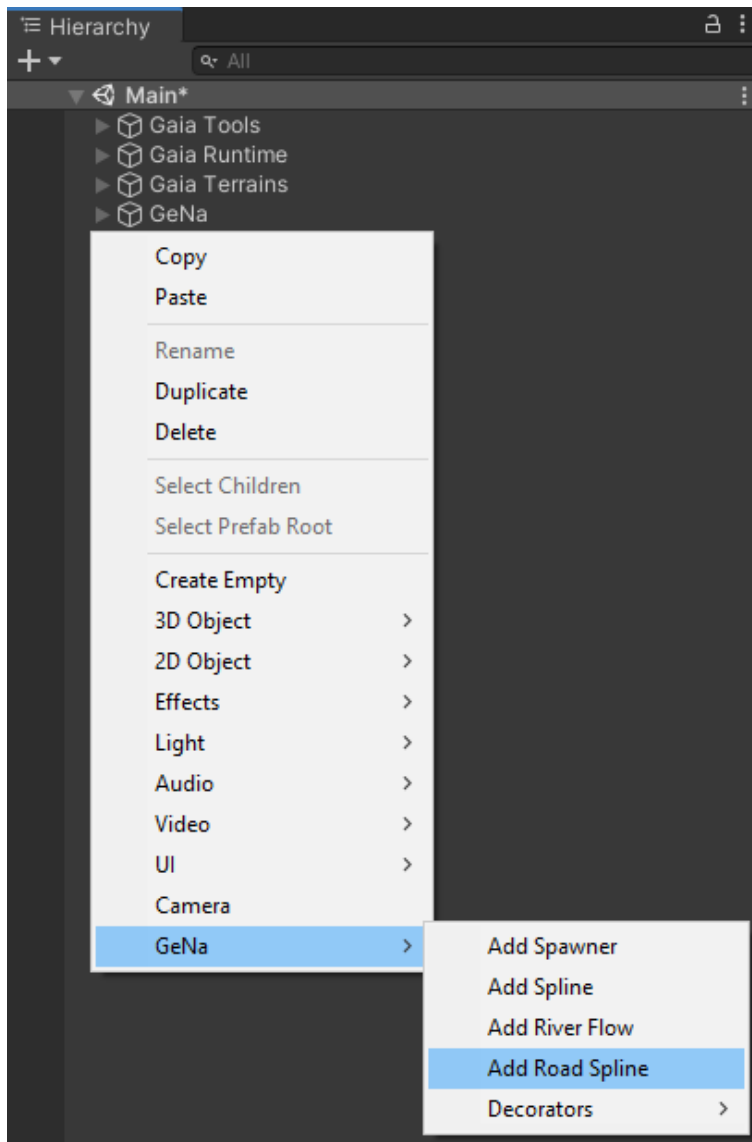 Hierarchy
All
Main*
Gaia Tools
Gaia Runtime
Gaia Terrains
GeNa
Copy
Paste
Rename
Duplicate
Delete
Select Children
Select Prefab Root
Create Empty
3D Object
2D Object
Effects
Light
Audio
Video
UI
Camera
GeNa
Add Spawner
Add Spline
Add River Flow
Add Road Spline
Decorators